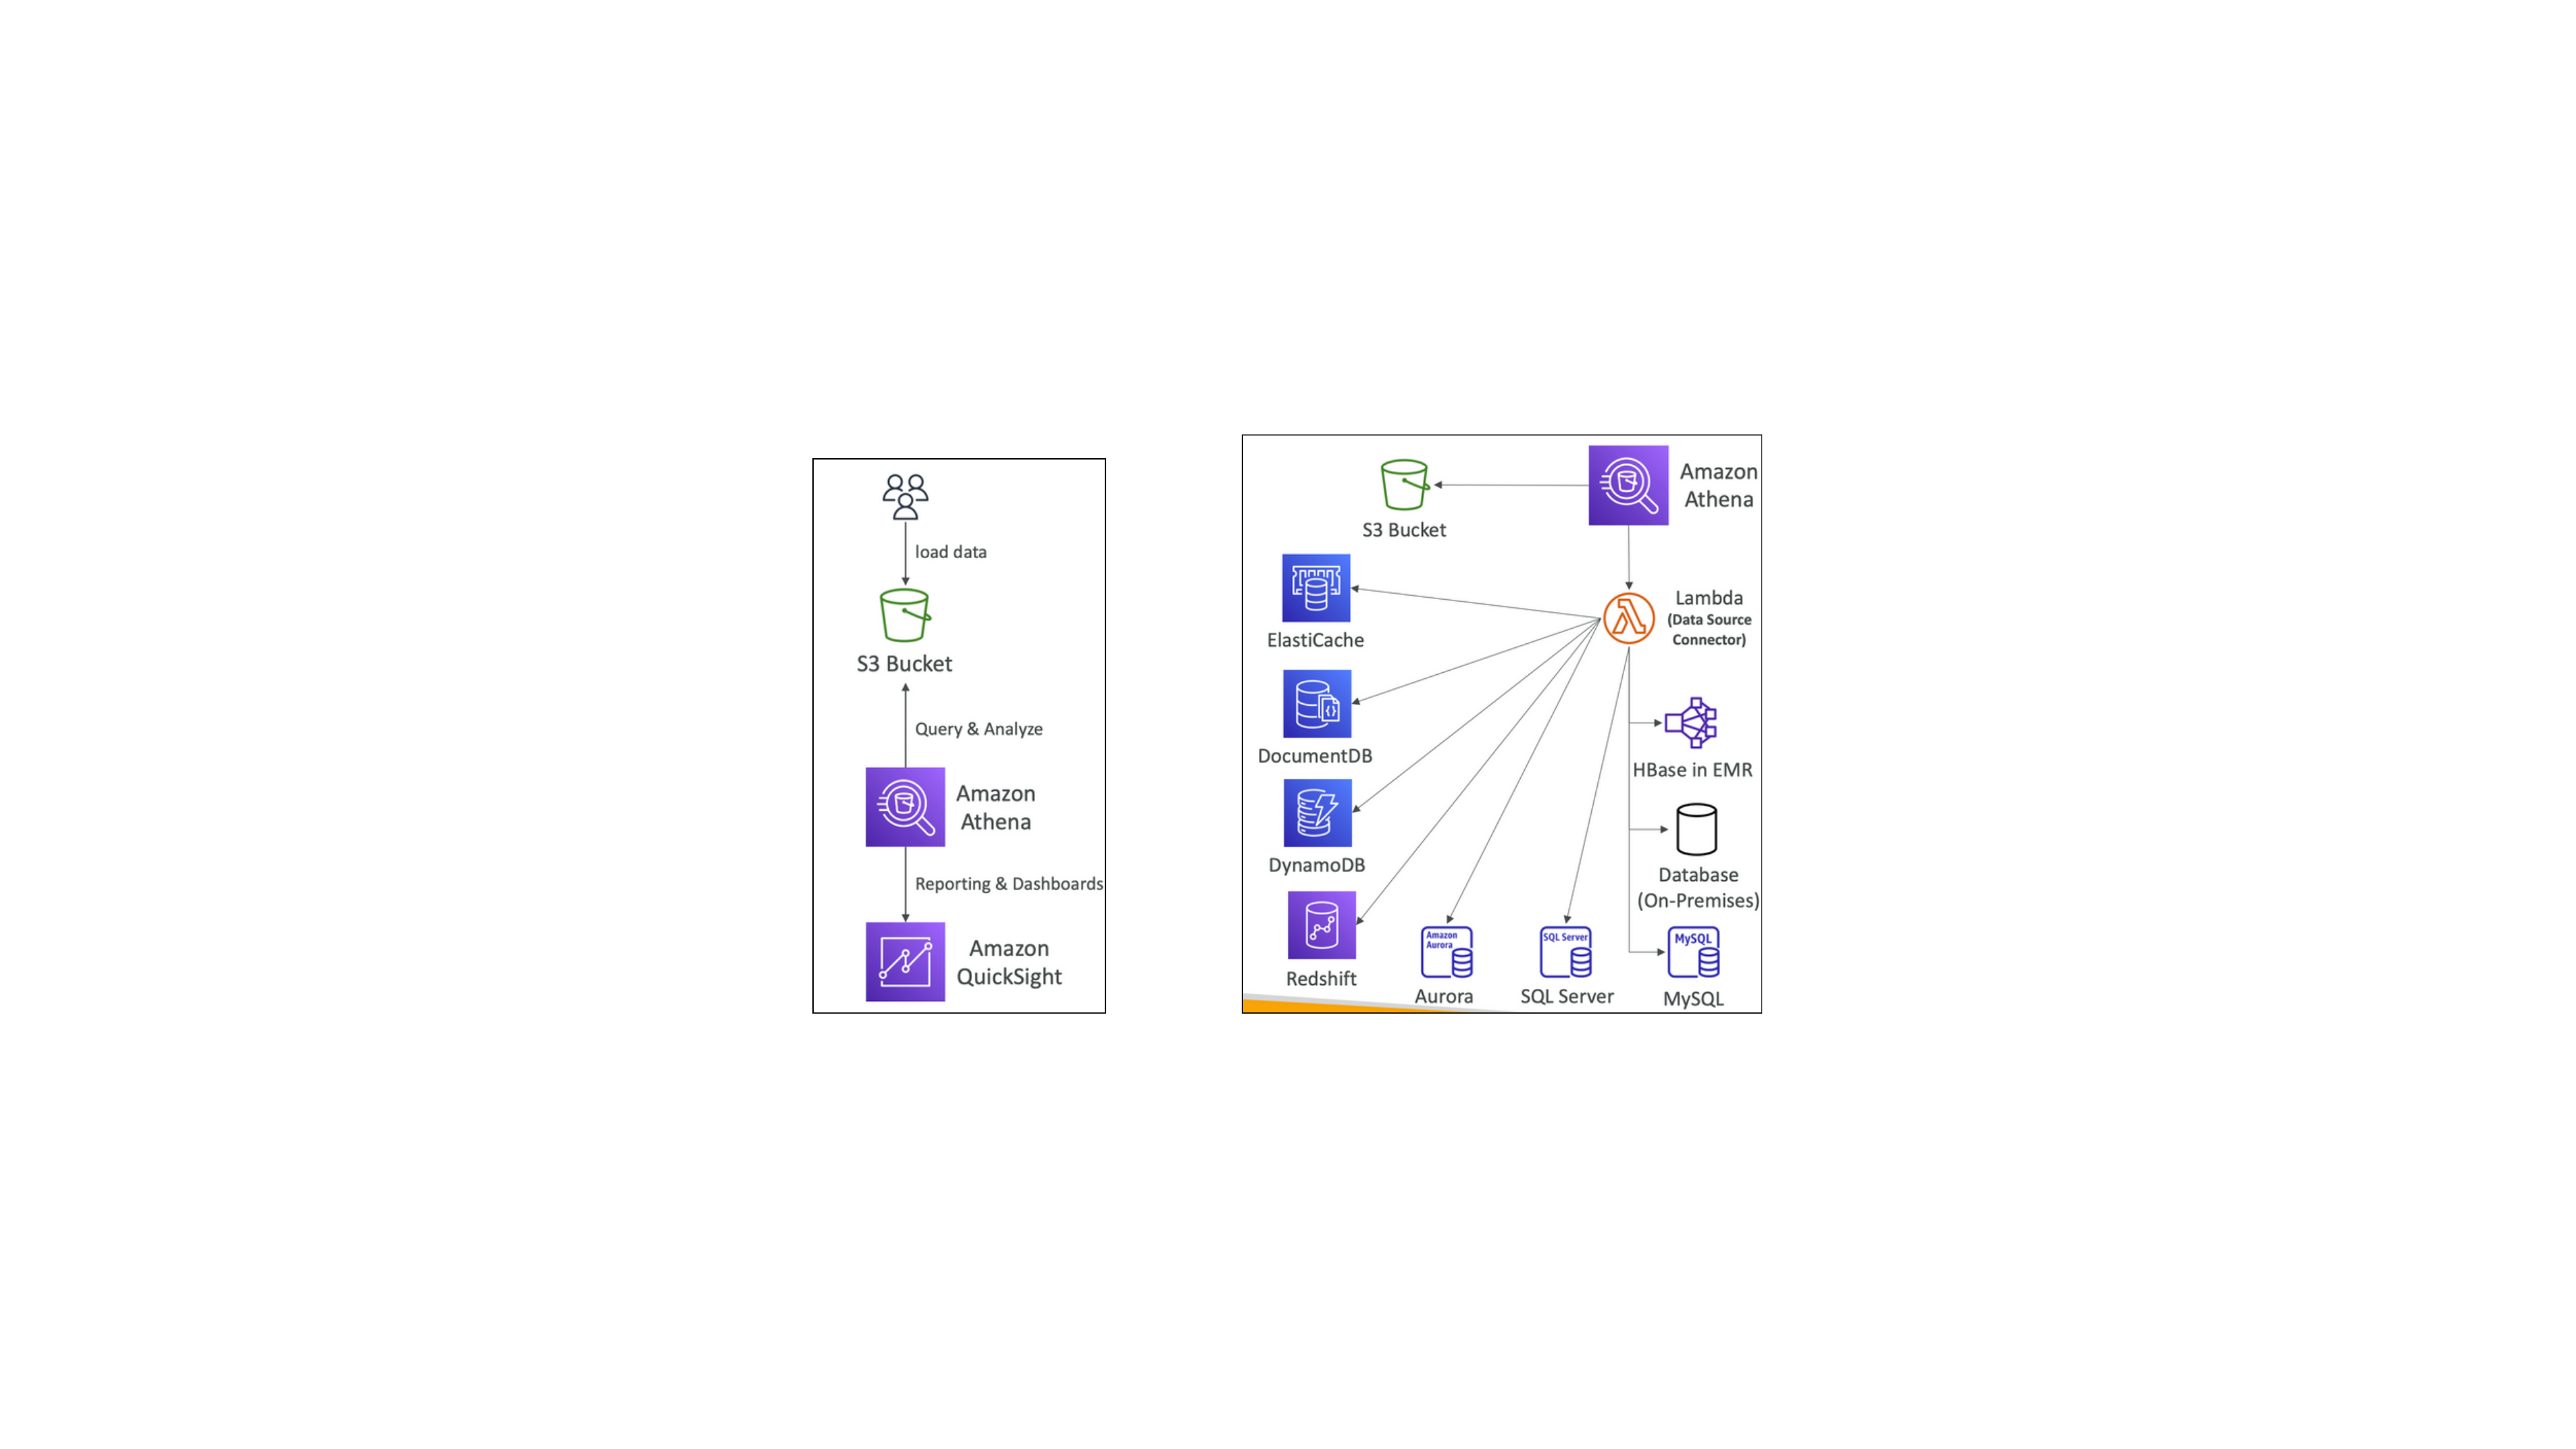 load data
S3 Bucket
Query & Analyze
Amazon
Athena
Reporting & Dashboards
Amazon
QuickSight
Amazon
Athena
S3 Bucket
Lambda
(Data Source
Connector)
ElastiCache
DocumentDB
HBase in EMR
DynamoDB
Database
(On-Premises)
Redshift
Amazon
Aurora
Aurora
SQL Server
SQL Server
MySQL
MySQL